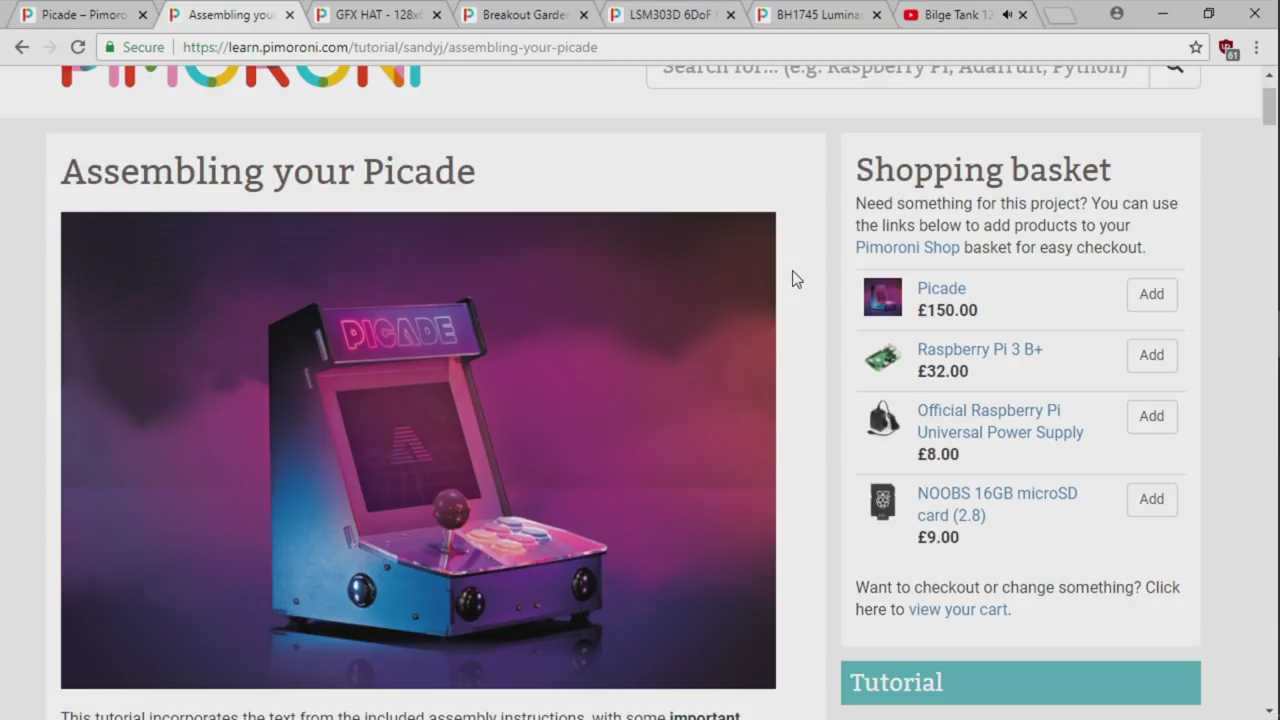 Picade – Pimoro
Assembling you
GFX HAT - 128x6
Breakout Garde
LSM303D 6DoF
BH1745 Lumina
Bilge Tank 12
Secure
https://learn.pimoroni.com/tutorial/sandyj/assembling-your-picade
61
PIMORONI
Search for... (e.g. Raspberry Pi, Adafruit, Python)
Assembling your Picade
PICADE
Shopping basket
Need something for this project? You can use
the links below to add products to your
Pimoroni Shop basket for easy checkout.
Picade
£150.00
Add
Raspberry Pi 3 B+
£32.00
Add
Official Raspberry Pi
Universal Power Supply
£8.00
Add
NOOBS 16GB microSD
card (2.8)
£9.00
Add
Want to checkout or change something? Click
here to view your cart.
Tutorial
This tutorial incorporates the text from the included assembly instructions, with some important